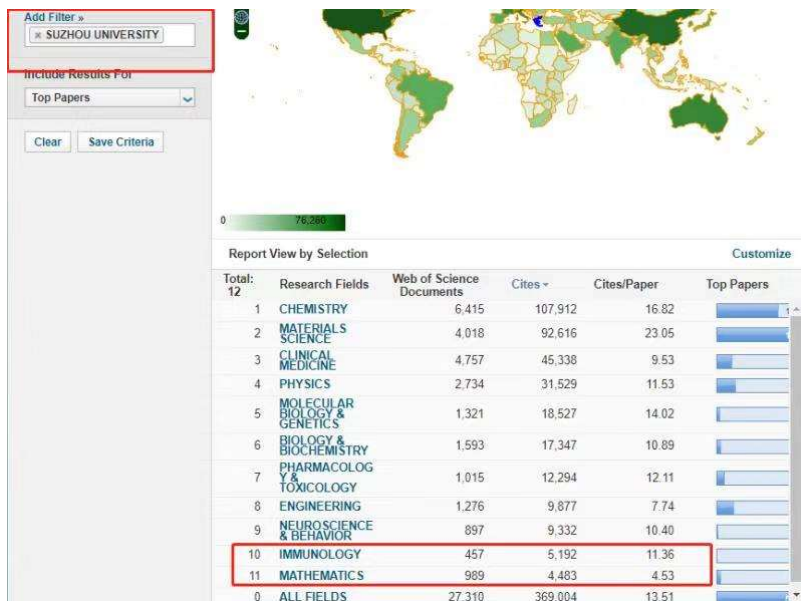 Add Filter »
× SUZHOU UNIVERSITY
Include Results For
Top Papers
Clear Save Criteria
0 76,260
Report View by Selection Customize
Total: 12 Research Fields Web of Science Documents Cites Cites/Paper Top Papers
1 CHEMISTRY 6,415 107,912 16.82
2 MATERIALS SCIENCE 4,018 92,616 23.05
3 CLINICAL MEDICINE 4,757 45,338 9.53
4 PHYSICS 2,734 31,529 11.53
5 MOLECULAR BIOLOGY & GENETICS 1,321 18,527 14.02
6 BIOLOGY & BIOCHEMISTRY 1,593 17,347 10.89
7 PHARMACOLOGY & TOXICOLOGY 1,015 12,294 12.11
8 ENGINEERING 1,276 9,877 7.74
9 NEUROSCIENCE & BEHAVIOR 897 9,332 10.40
10 IMMUNOLOGY 457 5,192 11.36
11 MATHEMATICS 989 4,483 4.53
0 ALL FIELDS 27,310 369,004 13.51